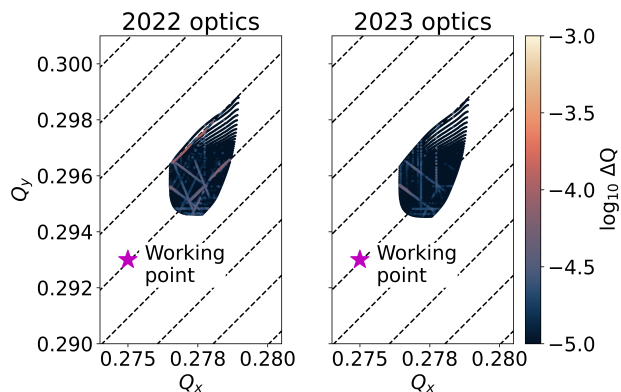 2022 optics
2023 optics
0.300
0.298
0.296
0.294
0.292
0.290
Qy
Working
point
Working
point
0.275
0.278
0.280
0.275
0.278
0.280
Qx
Qx
−3.0
−3.5
−4.0
−4.5
−5.0
log10 ΔQ